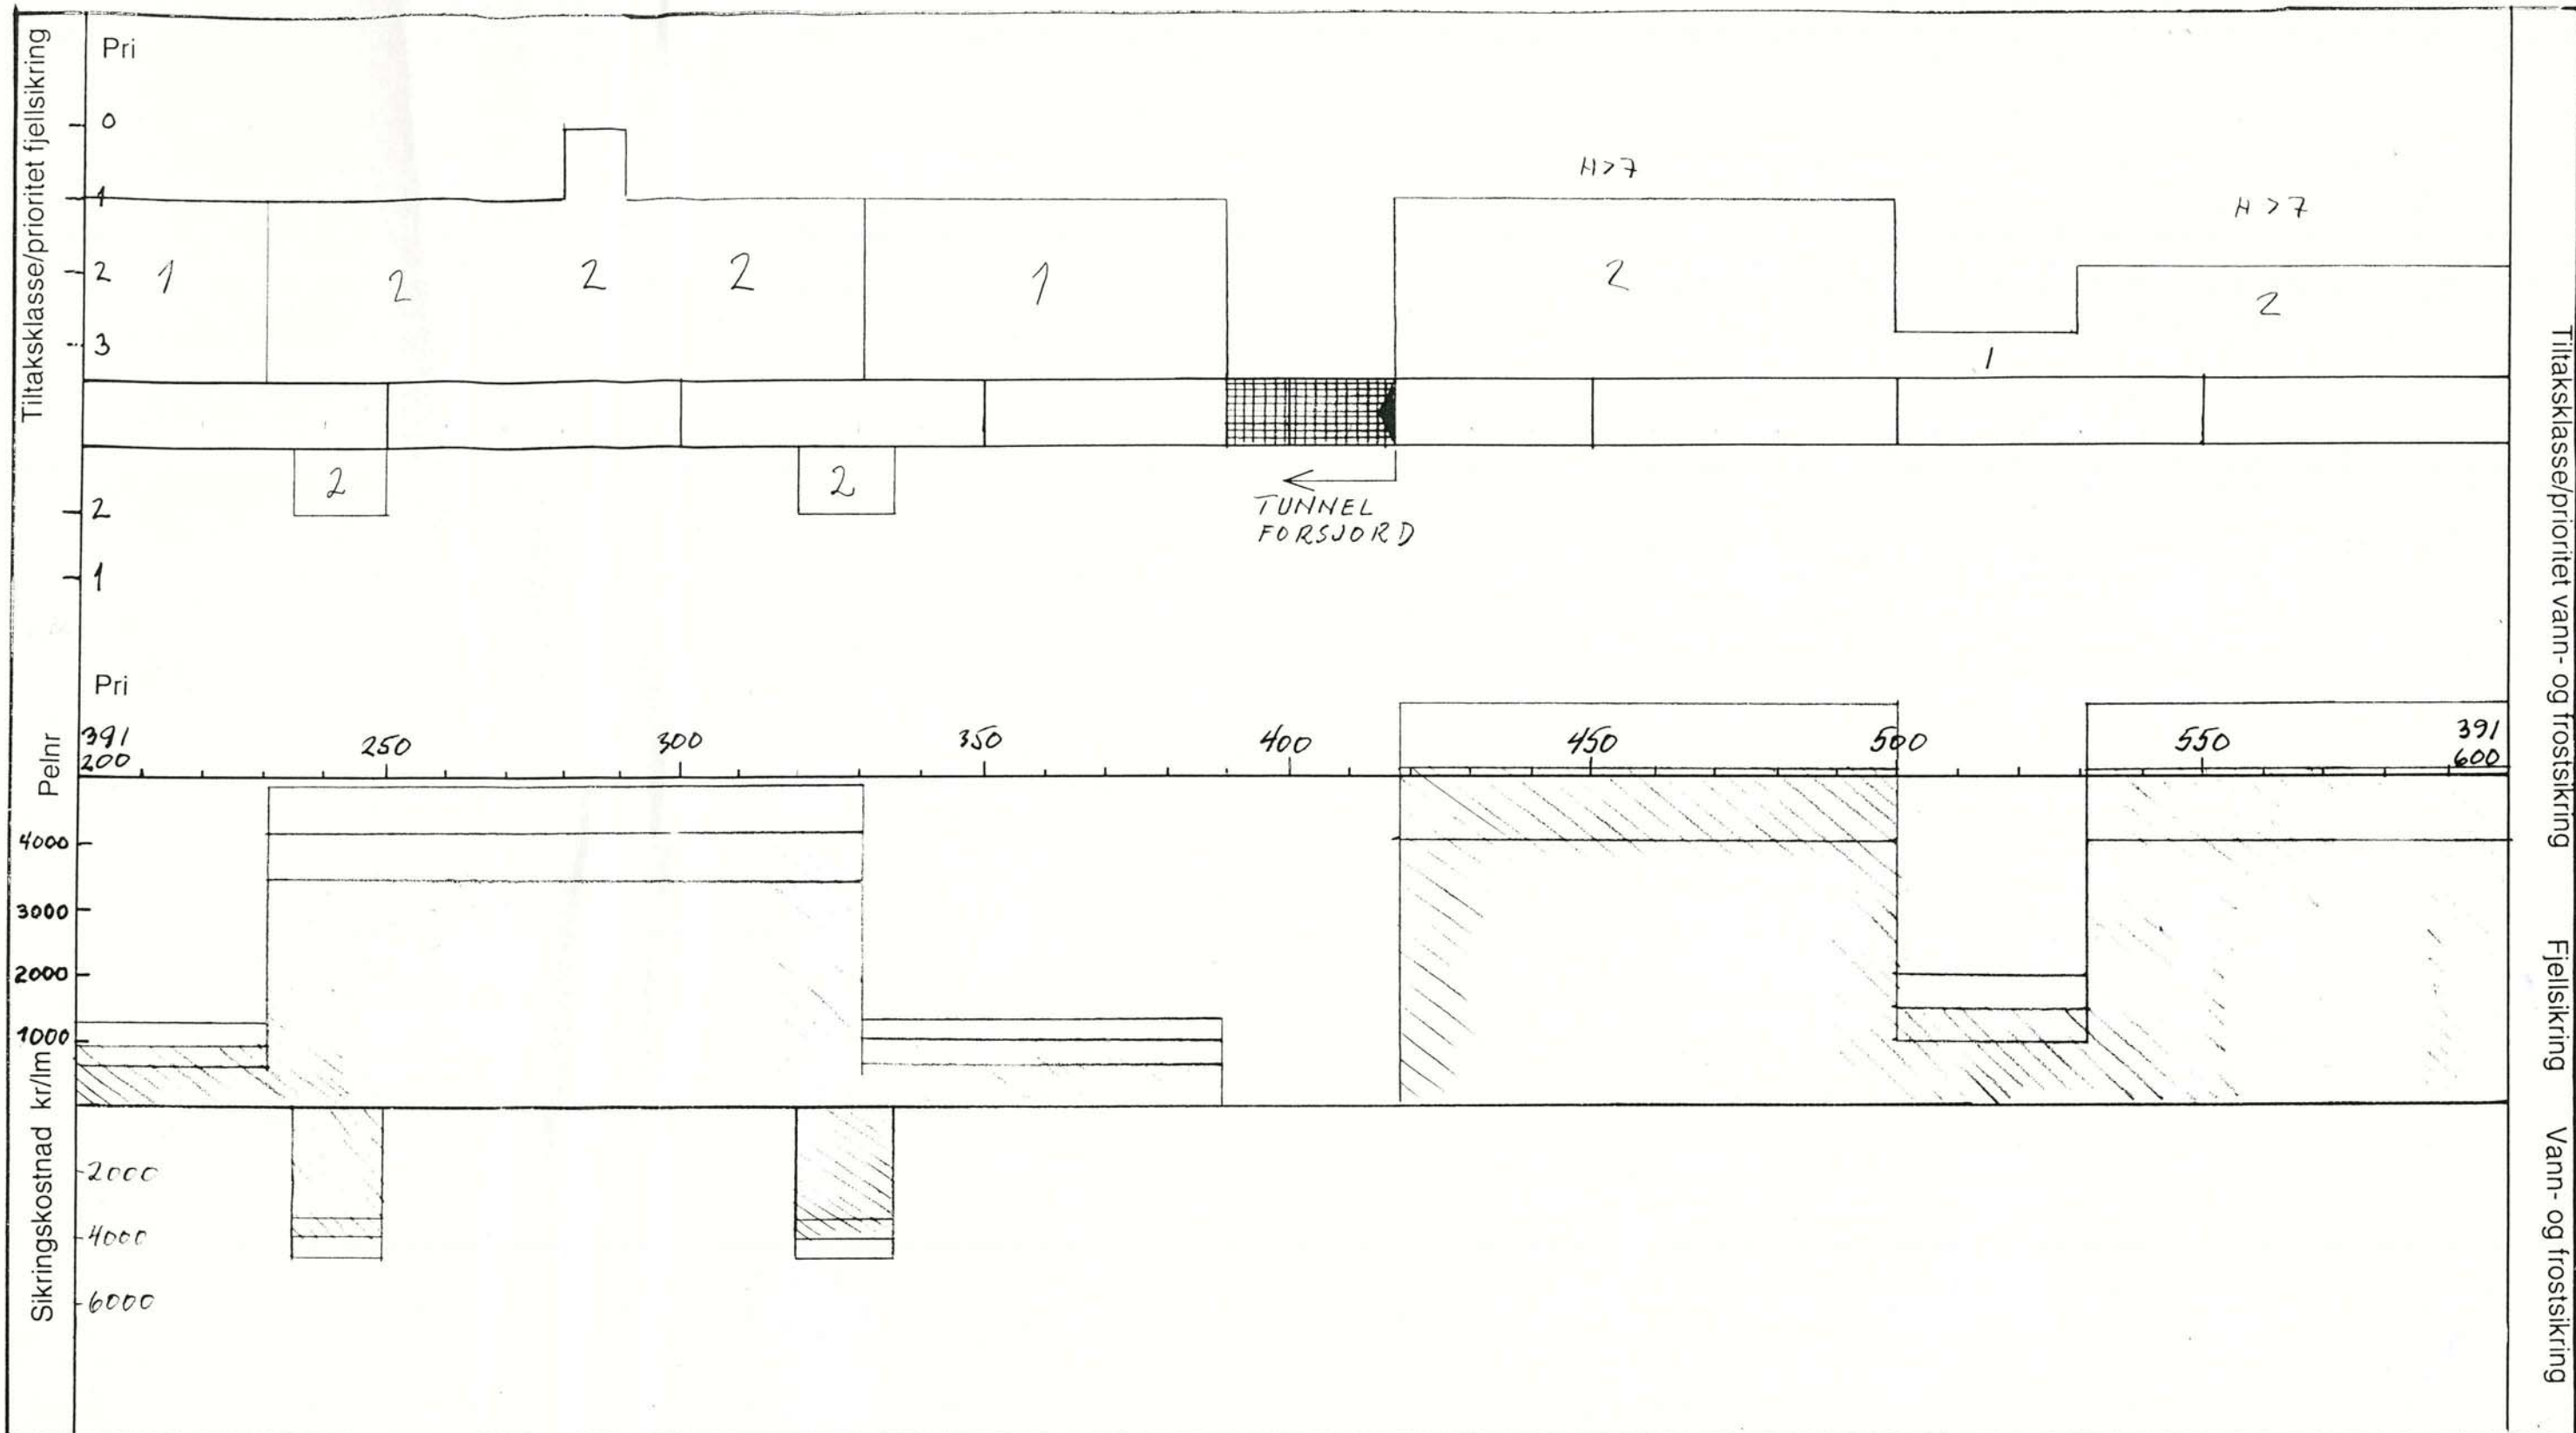 Tiltaksklasse/prioritet fjellsikring
Pri
0
1
2
3
1
2
2
2
1
H>7
2
1
H>7
2
2
2
2
1
TUNNEL
FORSJORD
Pri
Pelnr
391
200
250
300
350
400
450
500
550
391
600
4000
3000
2000
1000
Sikringskostnad kr/lm
2000
4000
6000
Tiltaksklasse/prioritet vann- og frostsikring
Fjellsikring
Vann- og frostsikring